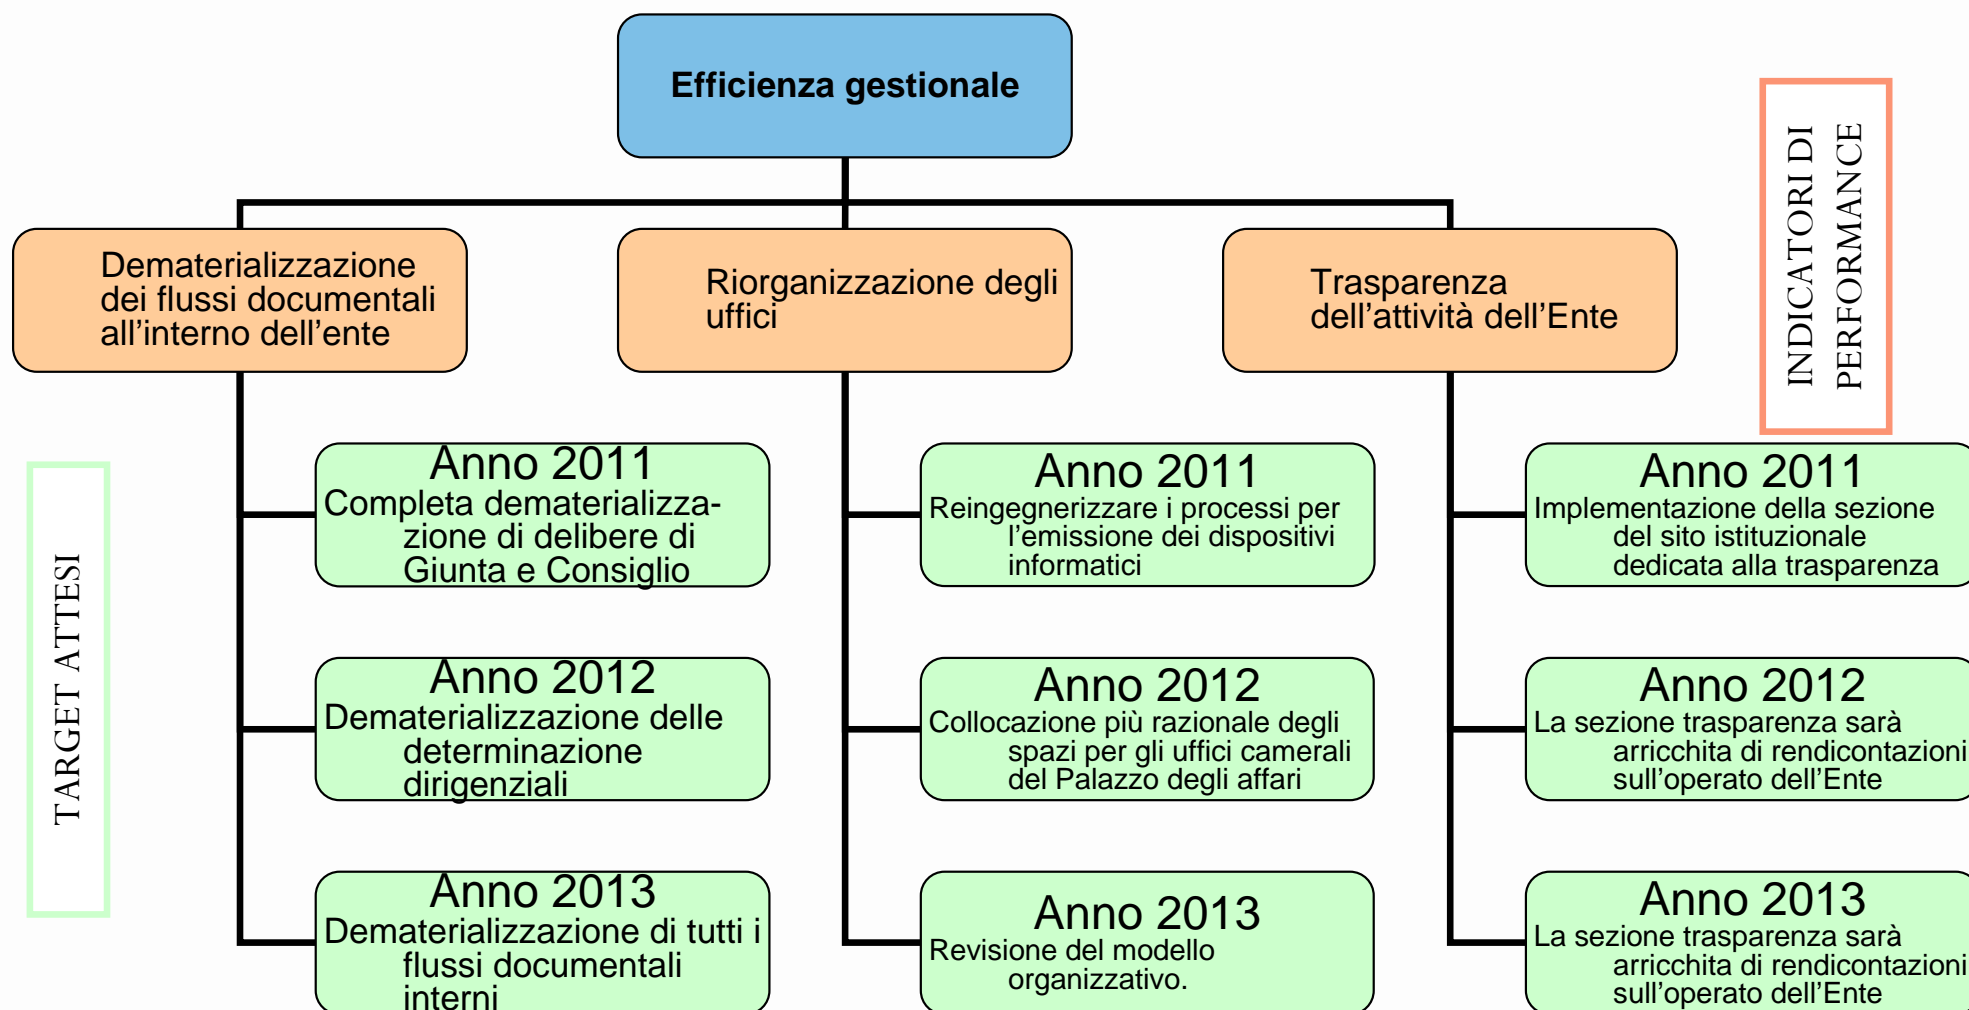 Efficienza gestionale
INDICATORI DI
PERFORMANCE
Dematerializzazione
dei flussi documentali
all'interno dell'ente
Riorganizzazione degli
uffici
Trasparenza
dell'attività dell'Ente
TARGET ATTESI
Anno 2011
Completa dematerializza-
zione di delibere di
Giunta e Consiglio
Anno 2012
Dematerializzazione delle
determinazione
dirigenziali
Anno 2013
Dematerializzazione di tutti i
flussi documentali
interni
Anno 2011
Reingegnerizzare i processi per
l'emissione dei dispositivi
informatici
Anno 2012
Collocazione più razionale degli
spazi per gli uffici camerali
del Palazzo degli affari
Anno 2013
Revisione del modello
organizzativo.
Anno 2011
Implementazione della sezione
del sito istituzionale
dedicata alla trasparenza
Anno 2012
La sezione trasparenza sarà
arricchita di rendicontazioni
sull'operato dell'Ente
Anno 2013
La sezione trasparenza sarà
arricchita di rendicontazioni
sull'operato dell'Ente